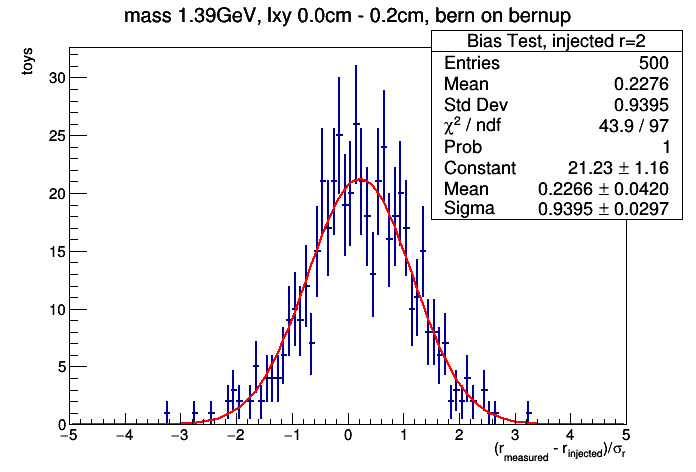 mass 1.39GeV, lxy 0.0cm - 0.2cm, bern on bernup
Bias Test, injected r=2
Entries 500
Mean 0.2276
Std Dev 0.9395
χ² / ndf 43.9 / 97
Prob 1
Constant 21.23 ± 1.16
Mean 0.2266 ± 0.0420
Sigma 0.9395 ± 0.0297
toys
30
25
20
15
10
5
0
−5 −4 −3 −2 −1 0 1 2 3 4 5
(r_measured - r_injected)/σ_r